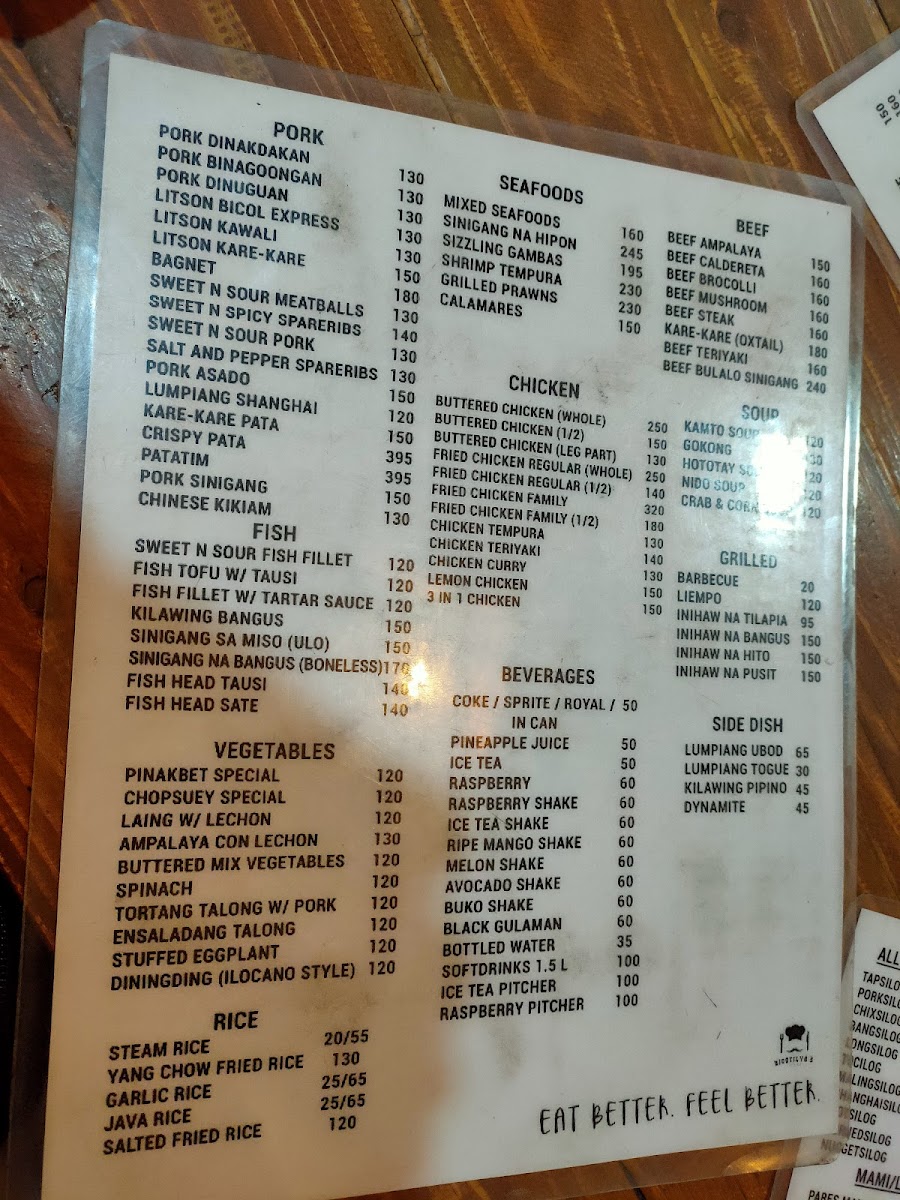 PORK
PORK DINAKDAKAN 130
PORK BINAGOONGAN 130
PORK DINUGUAN 130
LITSON BICOL EXPRESS 130
LITSON KAWALI 130
LITSON KARE-KARE 150
BAGNET 180
SWEET N SOUR MEATBALLS 130
SWEET N SPICY SPARERIBS 140
SWEET N SOUR PORK 130
SALT AND PEPPER SPARERIBS 130
PORK ASADO 150
LUMPIANG SHANGHAI 120
KARE-KARE PATA 150
CRISPY PATA 395
PATATIM 395
PORK SINIGANG 150
CHINESE KIKIAM 130
FISH
SWEET N SOUR FISH FILLET 120
FISH TOFU W/ TAUSI 120
FISH FILLET W/ TARTAR SAUCE 120
KILAWING BANGUS 150
SINIGANG SA MISO (ULO) 150
SINIGANG NA BANGUS (BONELESS) 170
FISH HEAD TAUSI 140
FISH HEAD SATE 140
VEGETABLES
PINAKBET SPECIAL 120
CHOPSUEY SPECIAL 120
LAING W/ LECHON 120
AMPALAYA CON LECHON 130
BUTTERED MIX VEGETABLES 120
SPINACH 120
TORTANG TALONG W/ PORK 120
ENSALADANG TALONG 120
STUFFED EGGPLANT 120
DININGDING (ILOCANO STYLE) 120
RICE
STEAM RICE 20/55
YANG CHOW FRIED RICE 130
GARLIC RICE 25/65
JAVA RICE 25/65
SALTED FRIED RICE 120
SEAFOODS
MIXED SEAFOODS 160
SINIGANG NA HIPON 245
SIZZLING GAMBAS 195
SHRIMP TEMPURA 230
GRILLED PRAWNS 230
CALAMARES 150
CHICKEN
BUTTERED CHICKEN (WHOLE) 250
BUTTERED CHICKEN (1/2) 150
BUTTERED CHICKEN (LEG PART) 130
FRIED CHICKEN REGULAR (WHOLE) 250
FRIED CHICKEN REGULAR (1/2) 140
FRIED CHICKEN FAMILY 320
FRIED CHICKEN FAMILY (1/2) 180
CHICKEN TEMPURA 130
CHICKEN TERIYAKI 140
CHICKEN CURRY 130
LEMON CHICKEN 150
3 IN 1 CHICKEN 150
BEVERAGES
COKE / SPRITE / ROYAL / 50
IN CAN
PINEAPPLE JUICE 50
ICE TEA 50
RASPBERRY 60
RASPBERRY SHAKE 60
ICE TEA SHAKE 60
RIPE MANGO SHAKE 60
MELON SHAKE 60
AVOCADO SHAKE 60
BUKO SHAKE 60
BLACK GULAMAN 60
BOTTLED WATER 35
SOFTDRINKS 1.5 L 100
ICE TEA PITCHER 100
RASPBERRY PITCHER 100
BEEF
BEEF AMPALAYA 150
BEEF CALDERETA 160
BEEF BROCOLLI 160
BEEF MUSHROOM 160
BEEF STEAK 160
KARE-KARE (OXTAIL) 180
BEEF TERIYAKI 160
BEEF BULALO SINIGANG 240
SOUP
KAMTO SOUP 120
GOKONG
HOTOTAY 120
NIDO SOUP 120
CRAB & CORN 120
GRILLED
BARBECUE 20
LIEMPO 120
INIHAW NA TILAPIA 95
INIHAW NA BANGUS 150
INIHAW NA HITO 150
INIHAW NA PUSIT 150
SIDE DISH
LUMPIANG UBOD 65
LUMPIANG TOGUE 30
KILAWING PIPINO 45
DYNAMITE 45
EAT BETTER. FEEL BETTER.
150
160
ALL
TAPSILO
PORKSILO
CHIXSILO
BANGSILO
LONGSILOG
MAMI/L